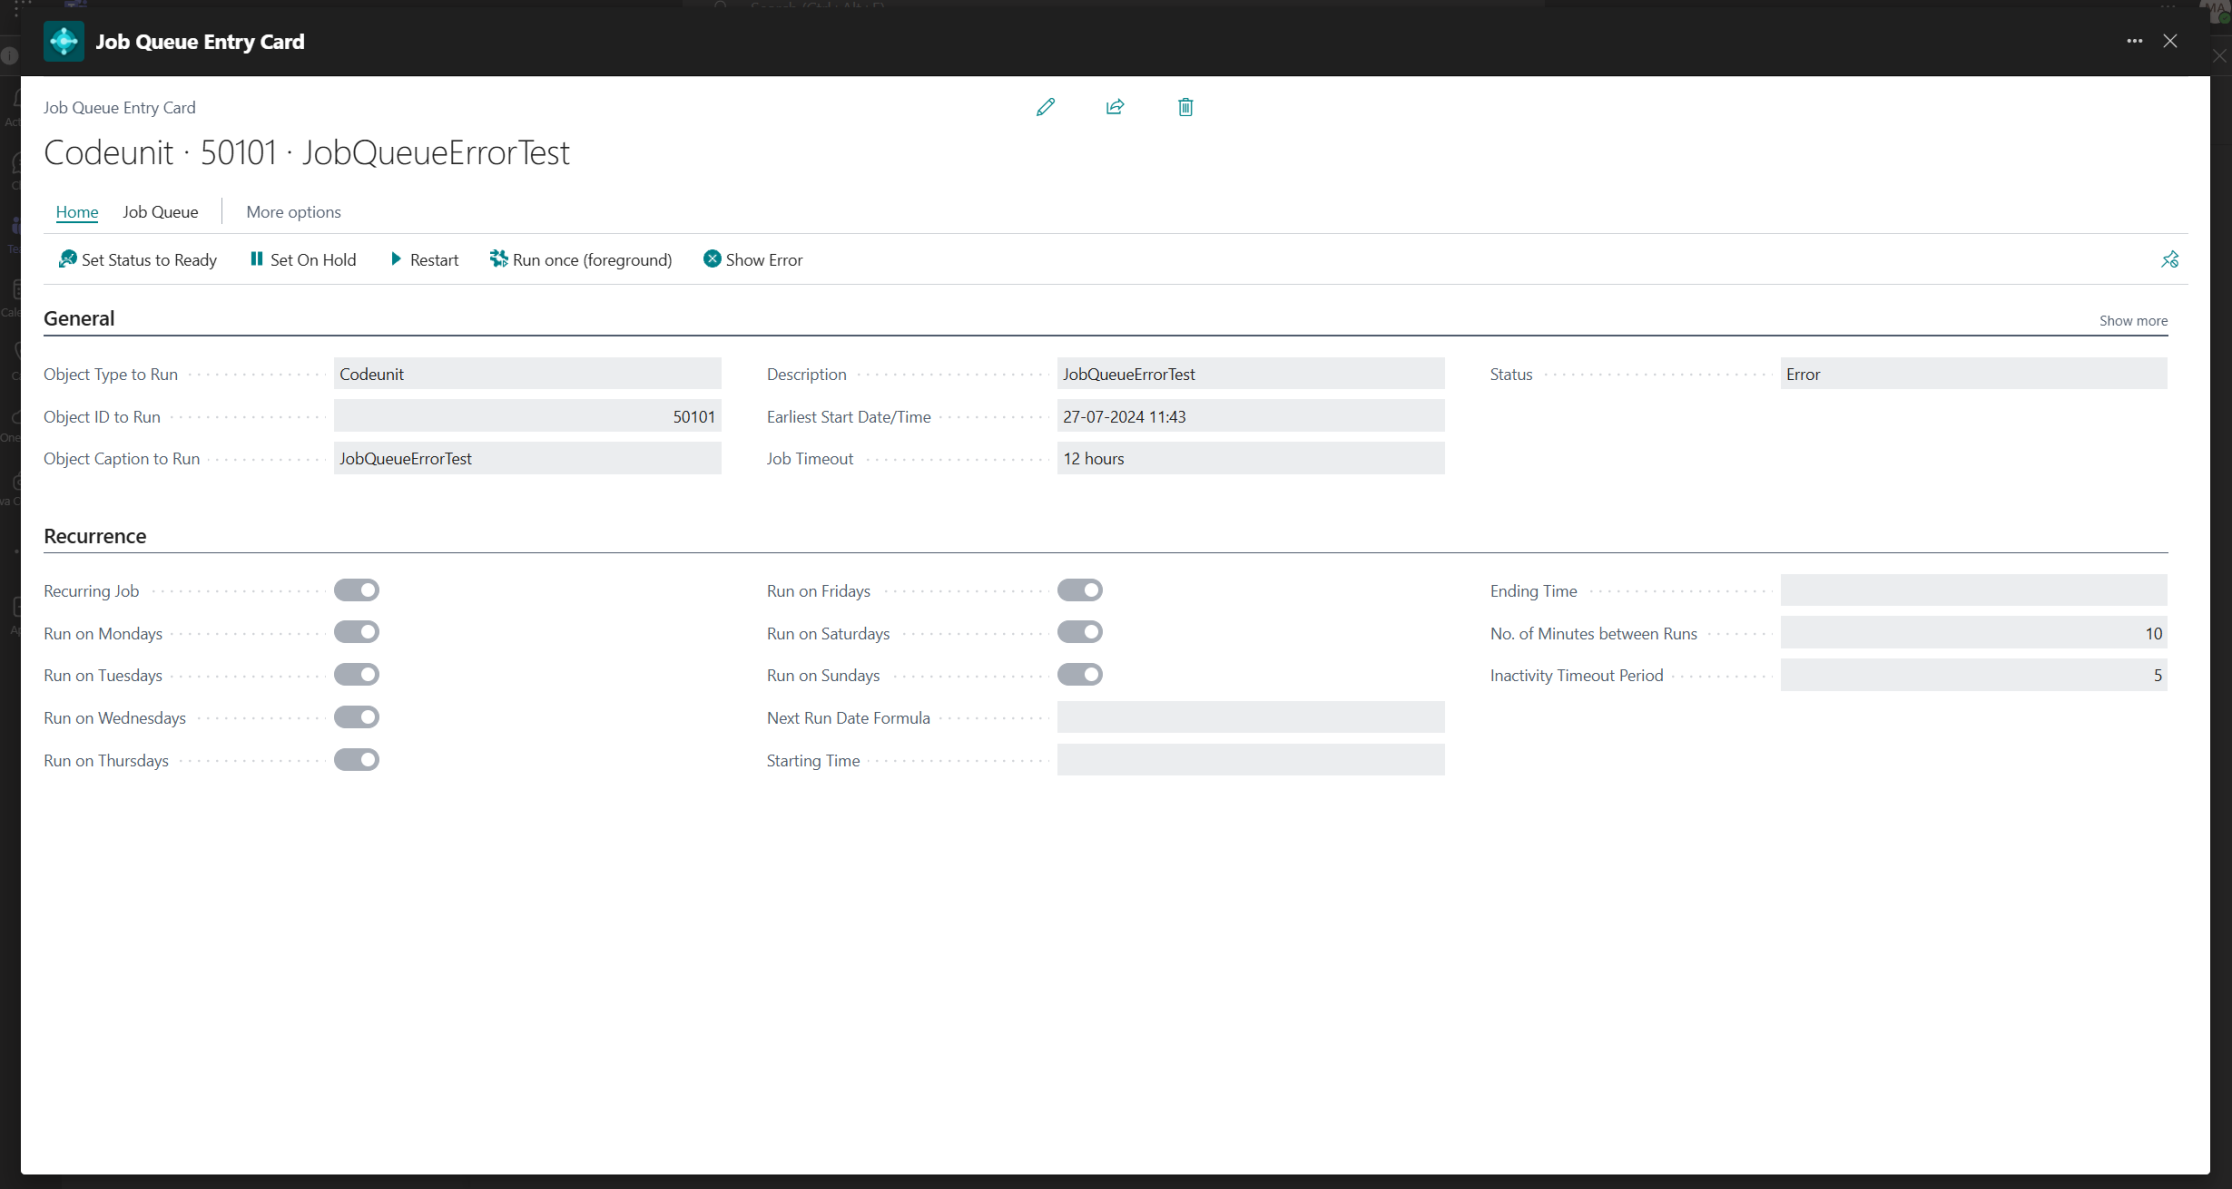 Job Queue Entry Card
Job Queue Entry Card
Codeunit · 50101 · JobQueueErrorTest
Home Job Queue More options
Set Status to Ready Set On Hold Restart Run once (foreground) Show Error
General Show more
Object Type to Run Codeunit Description JobQueueErrorTest Status Error
Object ID to Run 50101 Earliest Start Date/Time 27-07-2024 11:43
Object Caption to Run JobQueueErrorTest Job Timeout 12 hours
Recurrence
Recurring Job Run on Fridays Ending Time
Run on Mondays Run on Saturdays No. of Minutes between Runs 10
Run on Tuesdays Run on Sundays Inactivity Timeout Period 5
Run on Wednesdays Next Run Date Formula
Run on Thursdays Starting Time